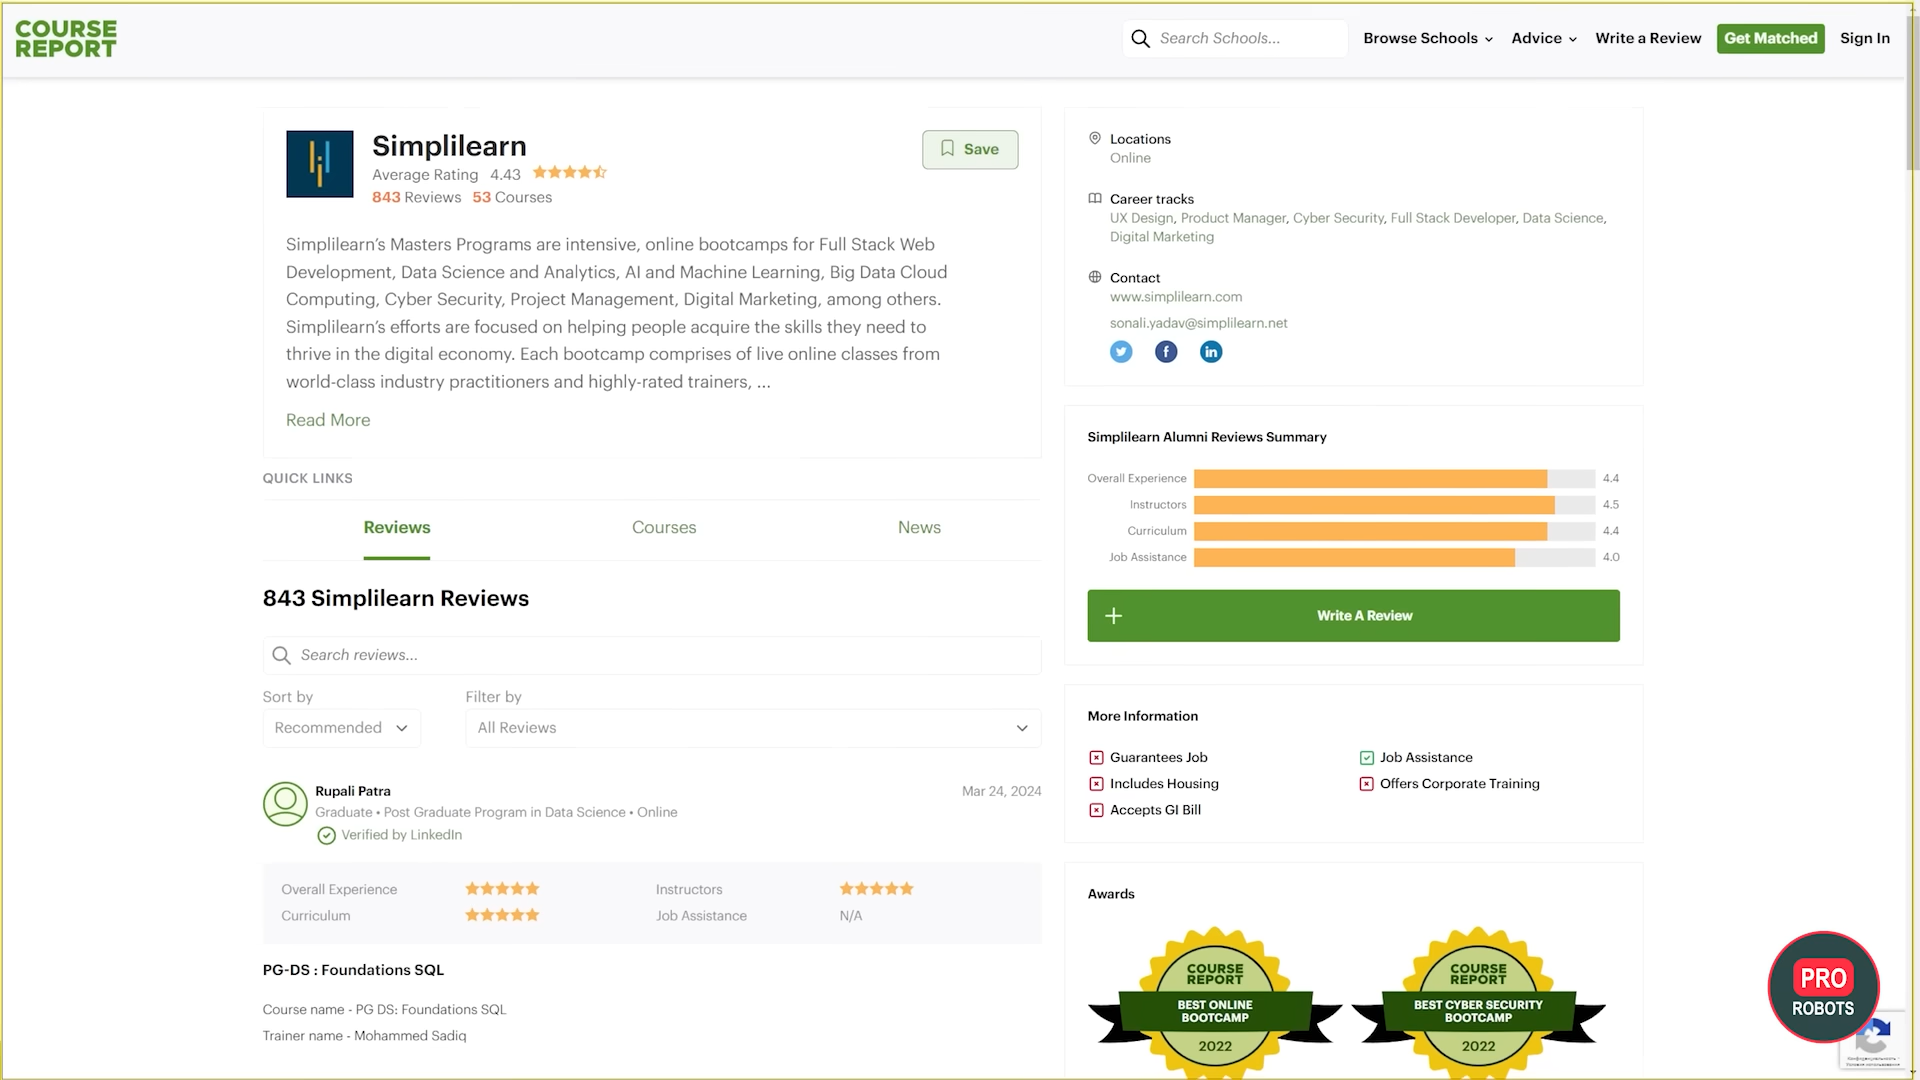 COURSE
REPORT
Search Schools...
Browse Schools
Advice
Write a Review
Get Matched
Sign In
Simplilearn
Average Rating 4.43
843 Reviews 53 Courses
Save
Simplilearn’s Masters Programs are intensive, online bootcamps for Full Stack Web
Development, Data Science and Analytics, AI and Machine Learning, Big Data Cloud
Computing, Cyber Security, Project Management, Digital Marketing, among others.
Simplilearn’s efforts are focused on helping people acquire the skills they need to
thrive in the digital economy. Each bootcamp comprises of live online classes from
world-class industry practitioners and highly-rated trainers, ...
Read More
QUICK LINKS
Reviews
Courses
News
843 Simplilearn Reviews
Search reviews...
Sort by
Filter by
Recommended
All Reviews
Rupali Patra
Mar 24, 2024
Graduate • Post Graduate Program in Data Science • Online
Verified by LinkedIn
Overall Experience
Instructors
Curriculum
Job Assistance
N/A
PG-DS : Foundations SQL
Course name - PG DS: Foundations SQL
Trainer name - Mohammed Sadiq
Locations
Online
Career tracks
UX Design, Product Manager, Cyber Security, Full Stack Developer, Data Science,
Digital Marketing
Contact
www.simplilearn.com
sonali.yadav@simplilearn.net
Simplilearn Alumni Reviews Summary
Overall Experience 4.4
Instructors 4.5
Curriculum 4.4
Job Assistance 4.0
Write A Review
More Information
Guarantees Job
Job Assistance
Includes Housing
Offers Corporate Training
Accepts GI Bill
Awards
COURSE
REPORT
BEST ONLINE
BOOTCAMP
2022
COURSE
REPORT
BEST CYBER SECURITY
BOOTCAMP
2022
PRO
ROBOTS